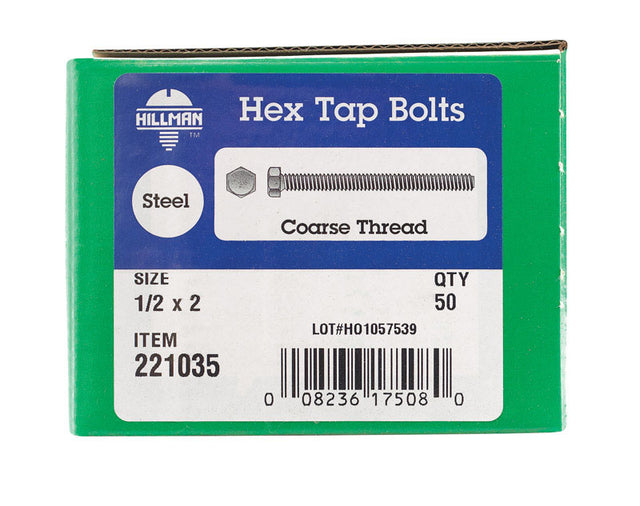 HILLMAN
TM
Hex Tap Bolts
Steel
Coarse Thread
SIZE
1/2 x 2
QTY
50
ITEM
221035
LOT#HO1057539
0 08236 17508 0